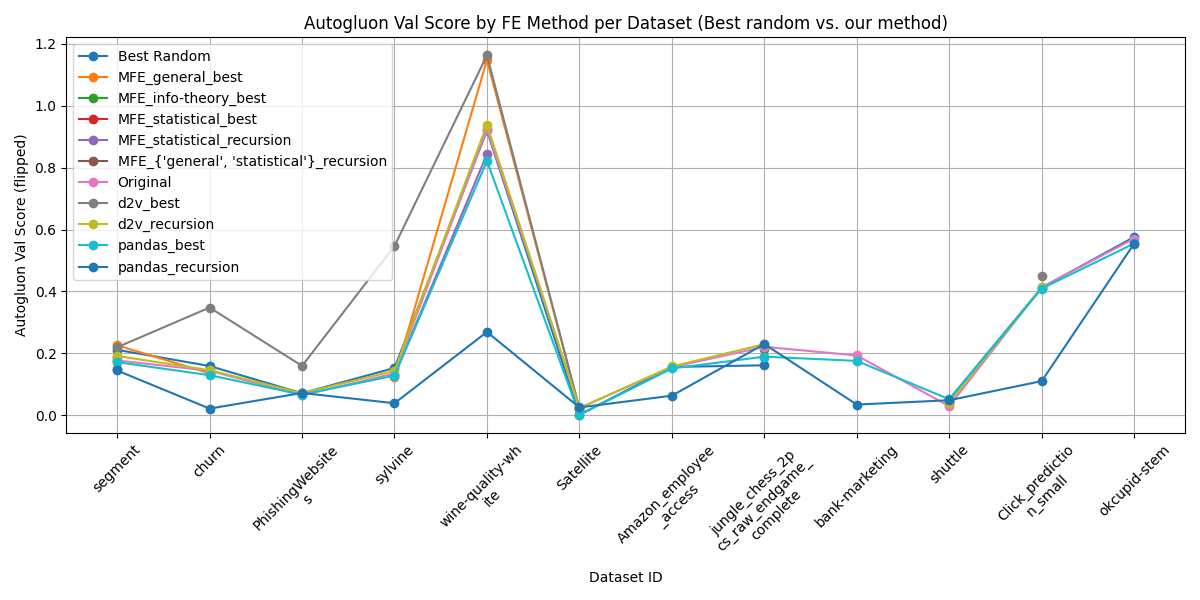 Autogluon Val Score by FE Method per Dataset (Best random vs. our method)
Autogluon Val Score (flipped)
1.2
1.0
0.8
0.6
0.4
0.2
0.0
Best Random
MFE_general_best
MFE_info-theory_best
MFE_statistical_best
MFE_statistical_recursion
MFE_{'general', 'statistical'}_recursion
Original
d2v_best
d2v_recursion
pandas_best
pandas_recursion
segment
churn
PhishingWebsite
s
sylvine
wine-quality-wh
ite
Satellite
Amazon_employee
_access
jungle_chess_2p
cs_raw_endgame_
complete
bank-marketing
shuttle
Click_predictio
n_small
okcupid-stem
Dataset ID